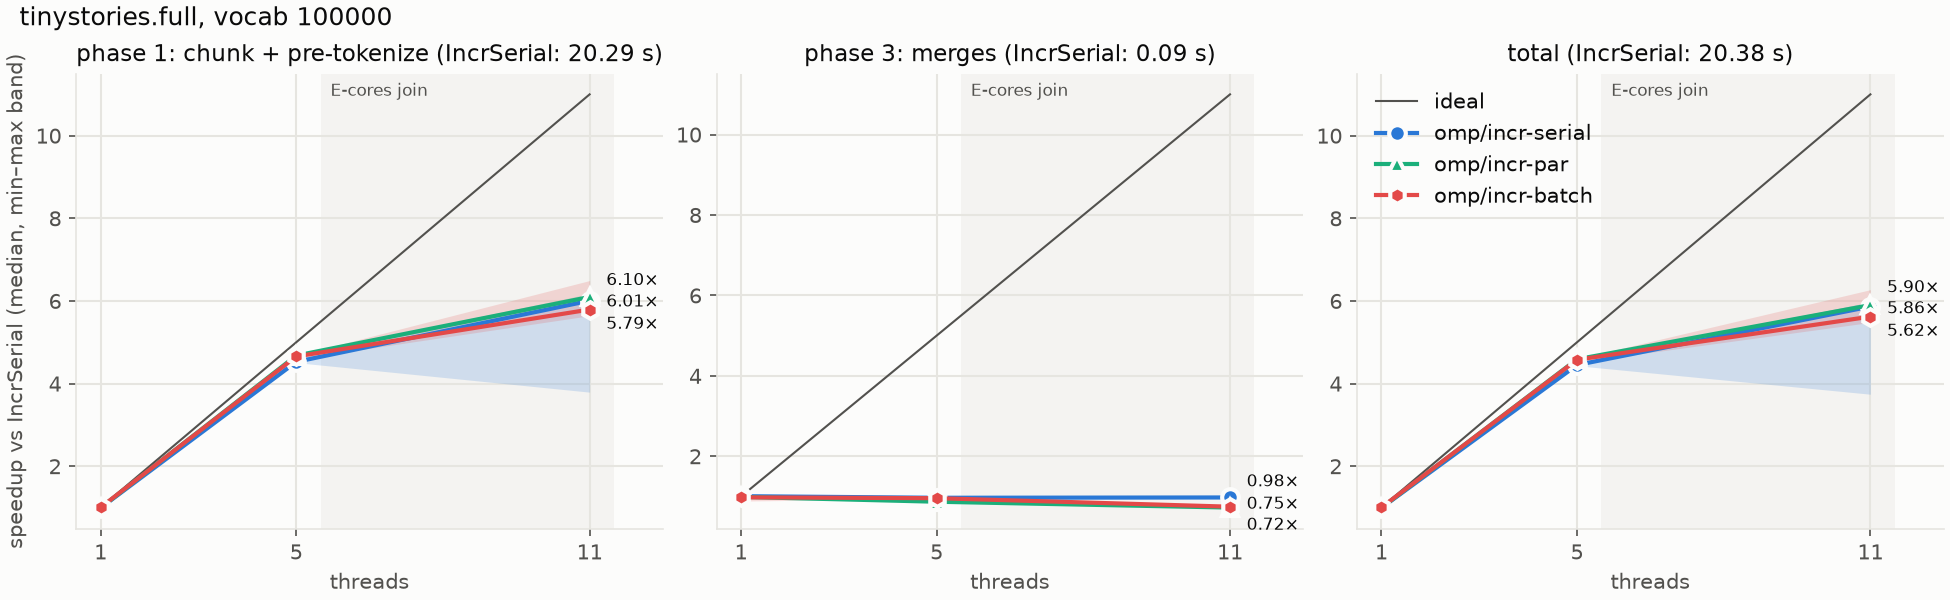 tinystories.full, vocab 100000
speedup vs IncrSerial (median, min–max band)
phase 1: chunk + pre-tokenize (IncrSerial: 20.29 s)
E-cores join
10
8
6
4
2
6.10×
6.01×
5.79×
1
5
11
threads
phase 3: merges (IncrSerial: 0.09 s)
E-cores join
10
8
6
4
2
0.98×
0.75×
0.72×
1
5
11
threads
total (IncrSerial: 20.38 s)
E-cores join
ideal
omp/incr-serial
omp/incr-par
omp/incr-batch
10
8
6
4
2
5.90×
5.86×
5.62×
1
5
11
threads